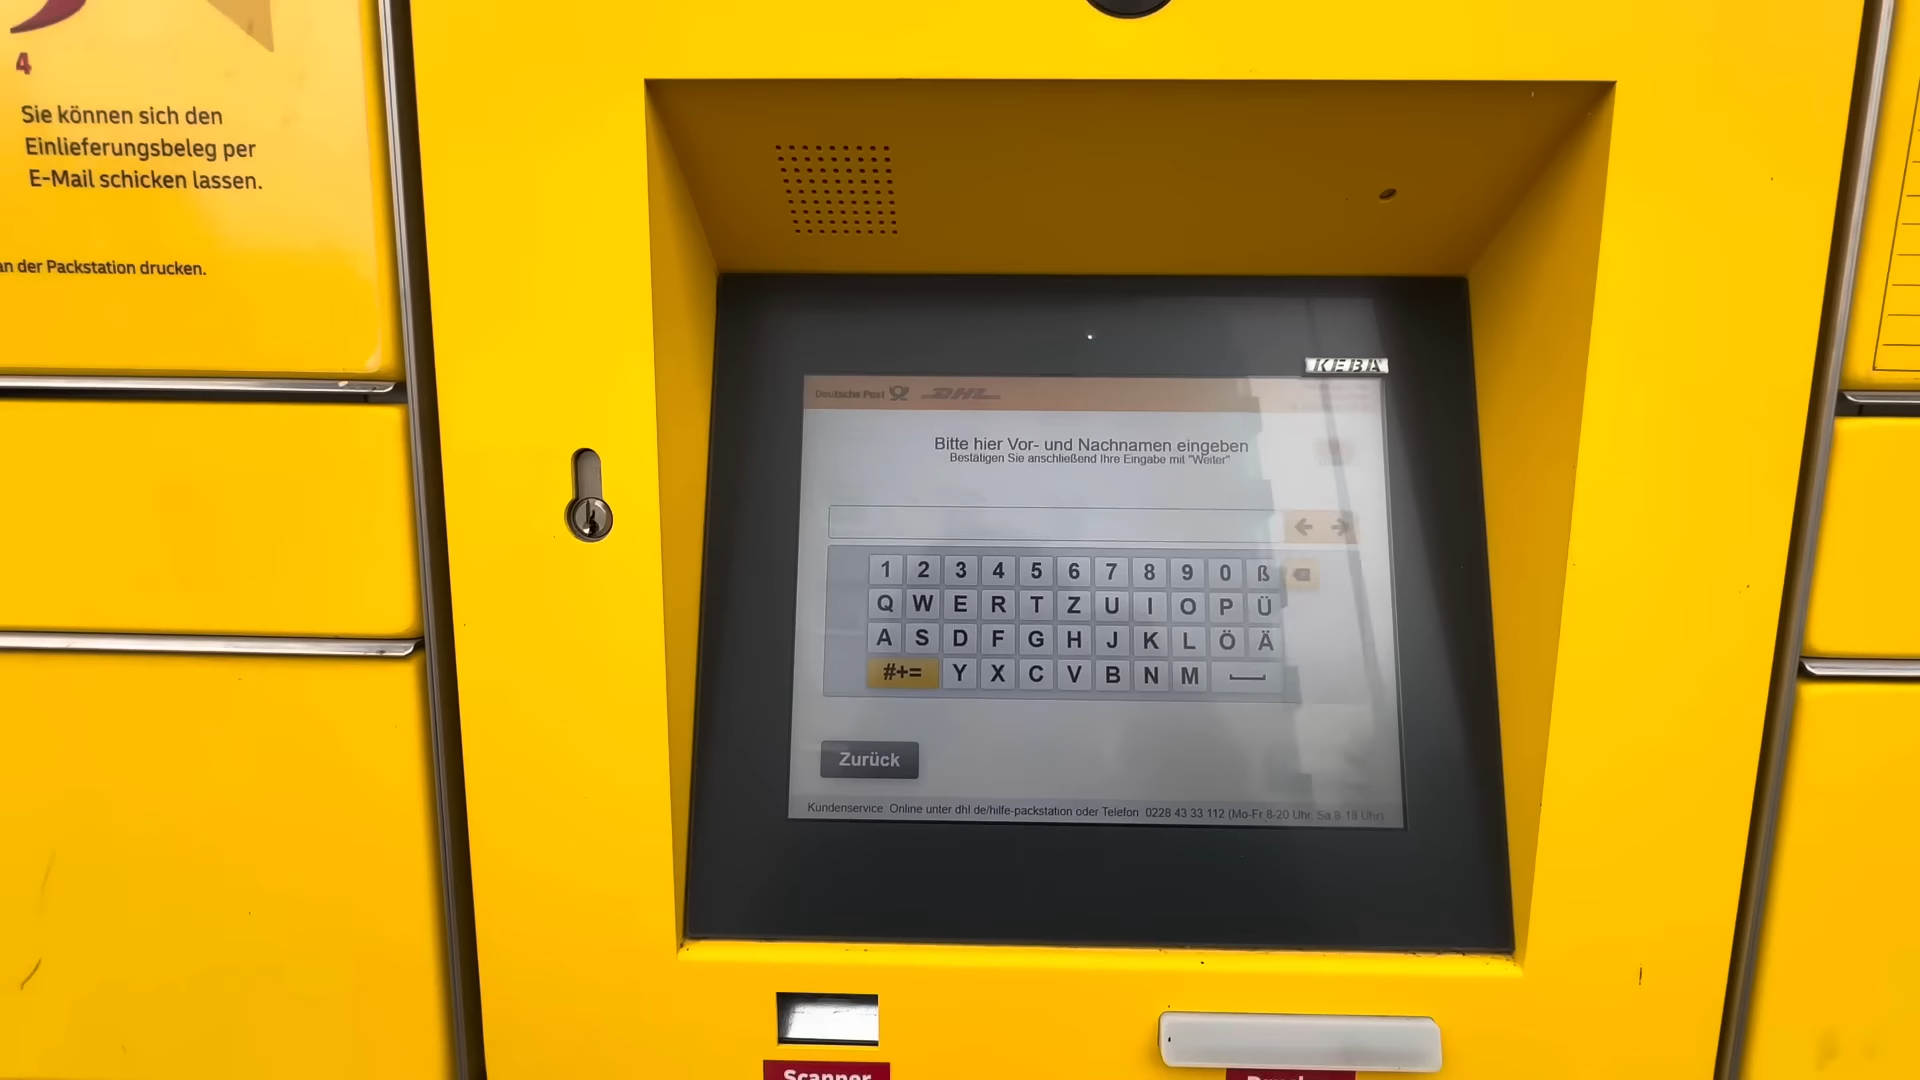 4
Sie können sich den
Einlieferungsbeleg per
E-Mail schicken lassen.
an der Packstation drucken.
KEBA
Deutsche Post DHL
Bitte hier Vor- und Nachnamen eingeben
Bestätigen Sie anschließend Ihre Eingabe mit "Weiter"
1 2 3 4 5 6 7 8 9 0 ß
Q W E R T Z U I O P Ü
A S D F G H J K L Ö Ä
#+= Y X C V B N M
Zurück
Kundenservice Online unter dhl.de/hilfe-packstation oder Telefon 0228 43 33 112 (Mo-Fr 8-20 Uhr, Sa 8-18 Uhr)
Scanner